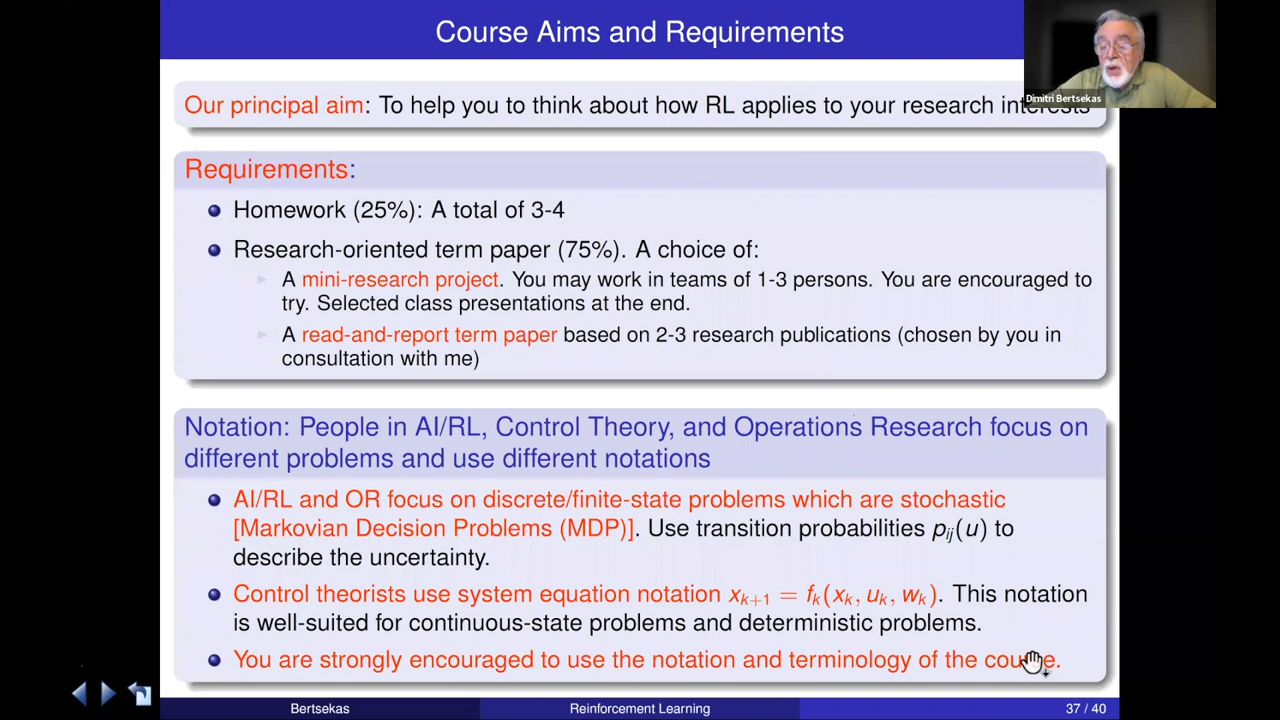 Course Aims and Requirements
Dimitri Bertsekas
Our principal aim: To help you to think about how RL applies to your research interests
Requirements:
Homework (25%): A total of 3-4
Research-oriented term paper (75%). A choice of:
A mini-research project. You may work in teams of 1-3 persons. You are encouraged to
try. Selected class presentations at the end.
A read-and-report term paper based on 2-3 research publications (chosen by you in
consultation with me)
Notation: People in AI/RL, Control Theory, and Operations Research focus on
different problems and use different notations
AI/RL and OR focus on discrete/finite-state problems which are stochastic
[Markovian Decision Problems (MDP)]. Use transition probabilities p_{ij}(u) to
describe the uncertainty.
Control theorists use system equation notation x_{k+1} = f_k(x_k, u_k, w_k). This notation
is well-suited for continuous-state problems and deterministic problems.
You are strongly encouraged to use the notation and terminology of the course.
Bertsekas
Reinforcement Learning
37 / 40